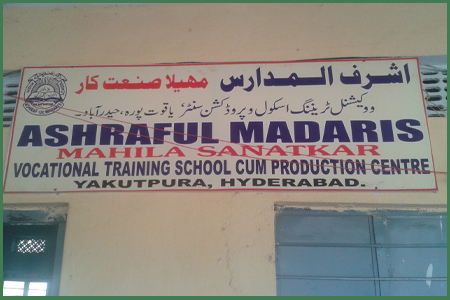 اشرف المدارس مھیلا صنعت کار
ووکیشنل ٹریننگ اسکول و پروڈکشن سنٹر یاقوت پورہ، حیدرآباد۔
ASHRAFUL MADARIS
MAHILA SANATKAR
VOCATIONAL TRAINING SCHOOL CUM PRODUCTION CENTRE
YAKUTPURA, HYDERABAD.